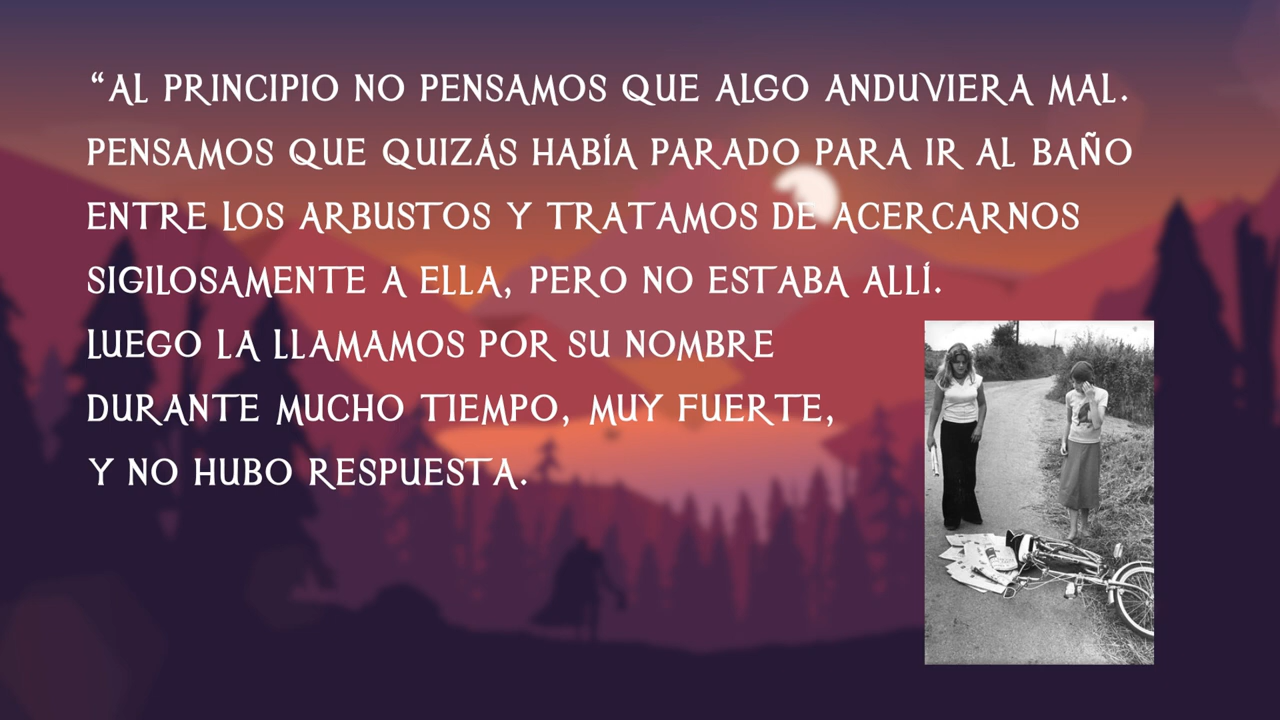 “AL PRINCIPIO NO PENSAMOS QUE ALGO ANDUVIERA MAL.
PENSAMOS QUE QUIZÁS HABÍA PARADO PARA IR AL BAÑO
ENTRE LOS ARBUSTOS Y TRATAMOS DE ACERCARNOS
SIGILOSAMENTE A ELLA, PERO NO ESTABA ALLÍ.
LUEGO LA LLAMAMOS POR SU NOMBRE
DURANTE MUCHO TIEMPO, MUY FUERTE,
Y NO HUBO RESPUESTA.